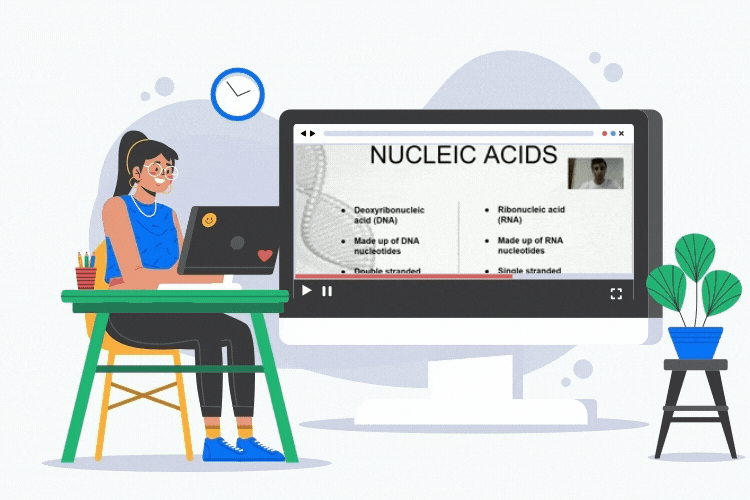 NUCLEIC ACIDS
• Deoxyribonucleic
acid (DNA)
• Made up of DNA
nucleotides
• Double stranded
• Ribonucleic acid
(RNA)
• Made up of RNA
nucleotides
• Single stranded